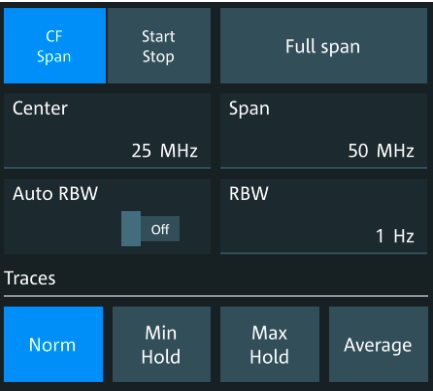 CF
Span
Start
Stop
Full span
Center
Span
25 MHz
50 MHz
Auto RBW
RBW
Off
1 Hz
Traces
Norm
Min
Hold
Max
Hold
Average